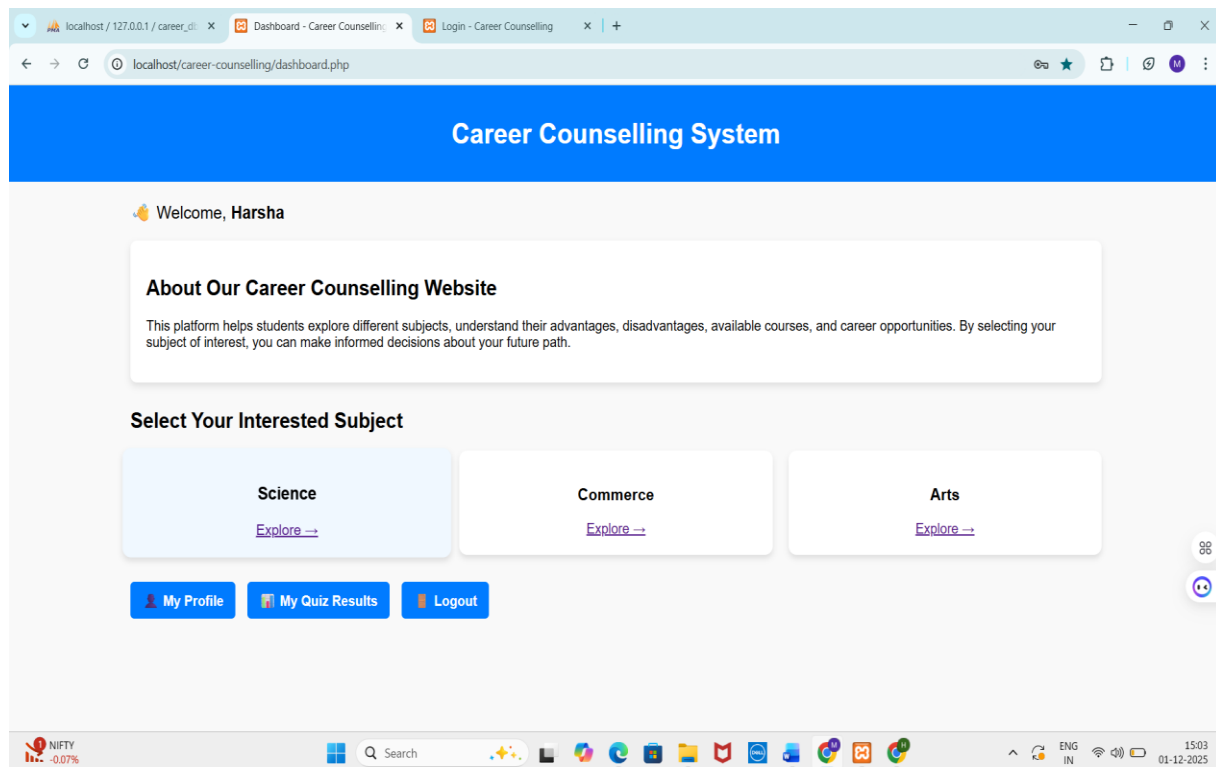 localhost / 127.0.0.1 / career_d
Dashboard - Career Counselling
Login - Career Counselling
localhost/career-counselling/dashboard.php
M
Career Counselling System
Welcome, Harsha
About Our Career Counselling Website
This platform helps students explore different subjects, understand their advantages, disadvantages, available courses, and career opportunities. By selecting your
subject of interest, you can make informed decisions about your future path.
Select Your Interested Subject
Science
Commerce
Arts
Explore →
Explore →
Explore →
My Profile
My Quiz Results
Logout
1
NIFTY
-0.07%
Search
ENG
IN
15:03
01-12-2025